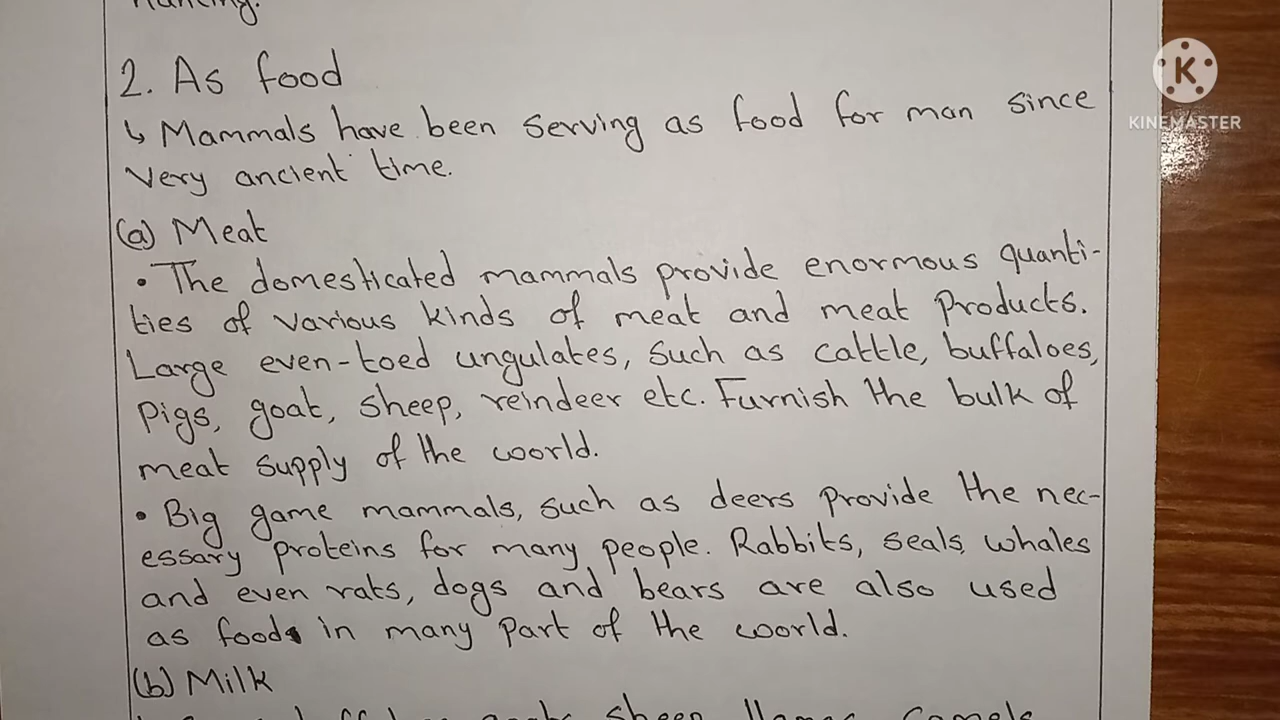 2. As food
↳ Mammals have been serving as food for man since
very ancient time.
(a) Meat
• The domesticated mammals provide enormous quanti-
ties of various kinds of meat and meat products.
Large even-toed ungulates, such as cattle, buffaloes,
pigs, goat, sheep, reindeer etc. Furnish the bulk of
meat supply of the world.
• Big game mammals, such as deers provide the nec-
essary proteins for many people. Rabbits, seals, whales
and even rats, dogs and bears are also used
as food in many part of the world.
(b) Milk
goats sheep llamas camels
K
KINEMASTER